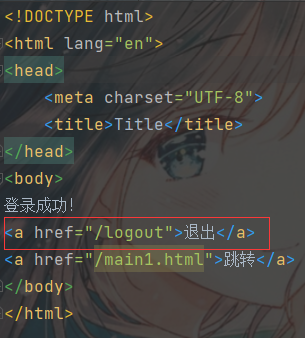 <!DOCTYPE html>
<html lang="en">
<head>
    <meta charset="UTF-8">
    <title>Title</title>
</head>
<body>
登录成功!
<a href="/logout">退出</a>
<a href="/main1.html">跳转</a>
</body>
</html>